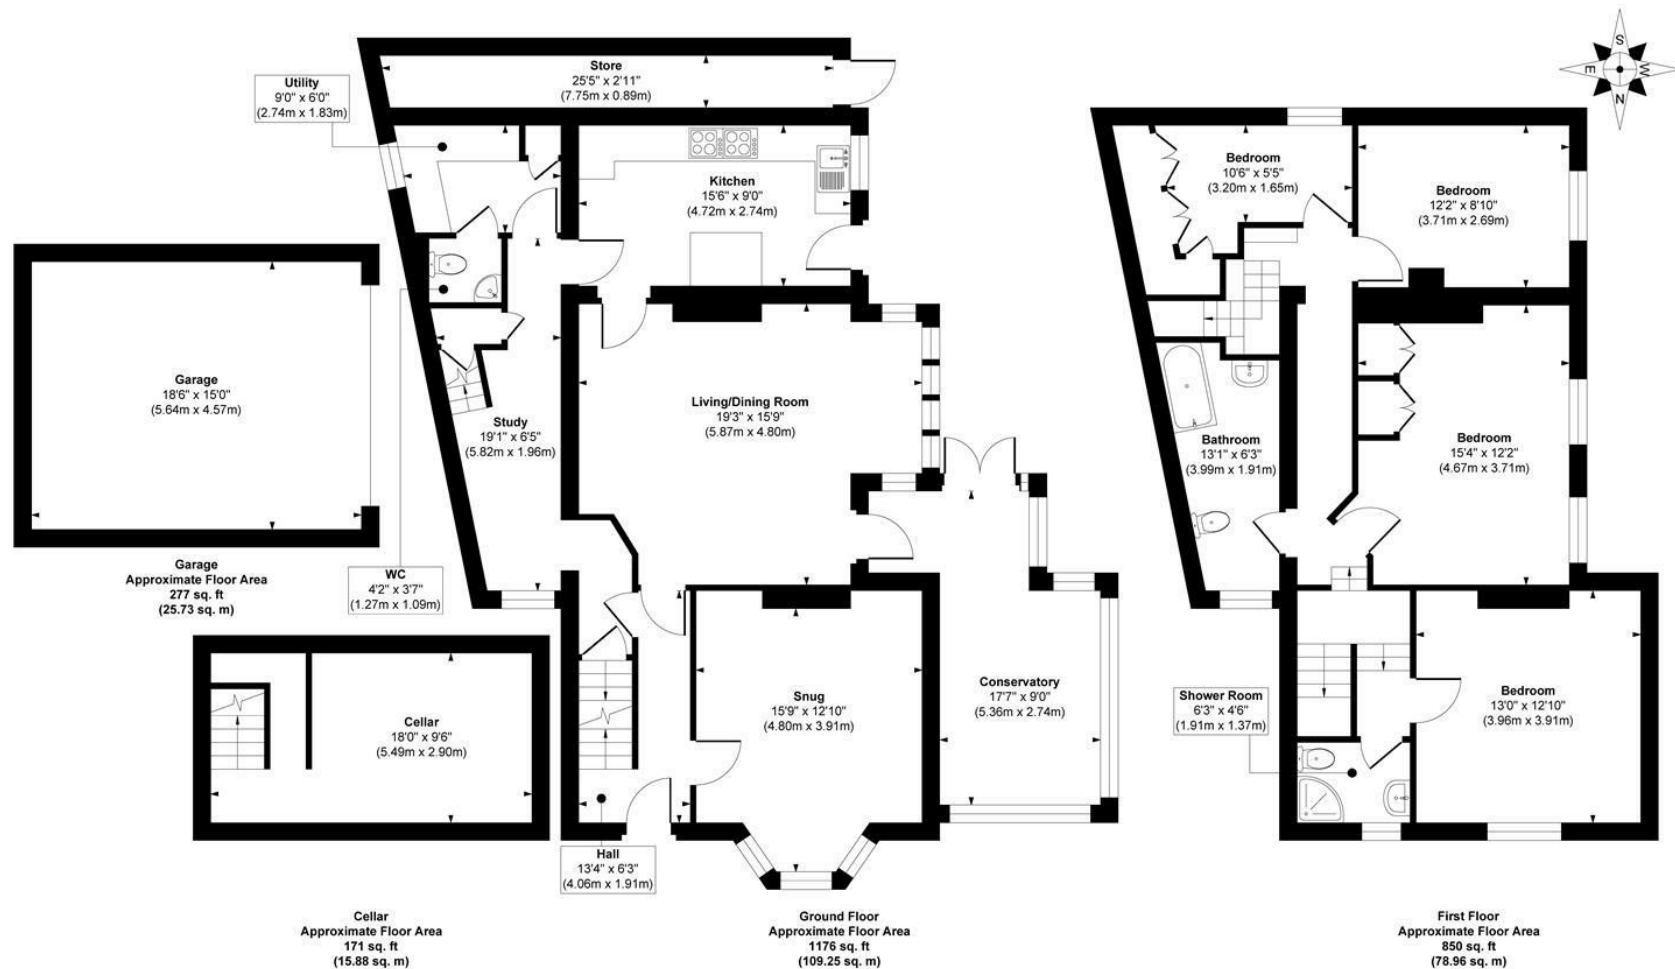 Store
25'5" x 2'11"
(7.75m x 0.89m)
Utility
9'0" x 6'0"
(2.74m x 1.83m)
Kitchen
15'6" x 9'0"
(4.72m x 2.74m)
Garage
18'6" x 15'0"
(5.64m x 4.57m)
Living/Dining Room
19'3" x 15'9"
(5.87m x 4.80m)
Study
19'1" x 6'5"
(5.82m x 1.96m)
Garage
Approximate Floor Area
277 sq. ft
(25.73 sq. m)
WC
4'2" x 3'7"
(1.27m x 1.09m)
Cellar
18'0" x 9'6"
(5.49m x 2.90m)
Snug
15'9" x 12'10"
(4.80m x 3.91m)
Conservatory
17'7" x 9'0"
(5.36m x 2.74m)
Hall
13'4" x 6'3"
(4.06m x 1.91m)
Cellar
Approximate Floor Area
171 sq. ft
(15.88 sq. m)
Ground Floor
Approximate Floor Area
1176 sq. ft
(109.25 sq. m)
S
E
W
N
Bedroom
10'6" x 5'5"
(3.20m x 1.65m)
Bedroom
12'2" x 8'10"
(3.71m x 2.69m)
Bathroom
13'1" x 6'3"
(3.99m x 1.91m)
Bedroom
15'4" x 12'2"
(4.67m x 3.71m)
Shower Room
6'3" x 4'6"
(1.91m x 1.37m)
Bedroom
13'0" x 12'10"
(3.96m x 3.91m)
First Floor
Approximate Floor Area
850 sq. ft
(78.96 sq. m)